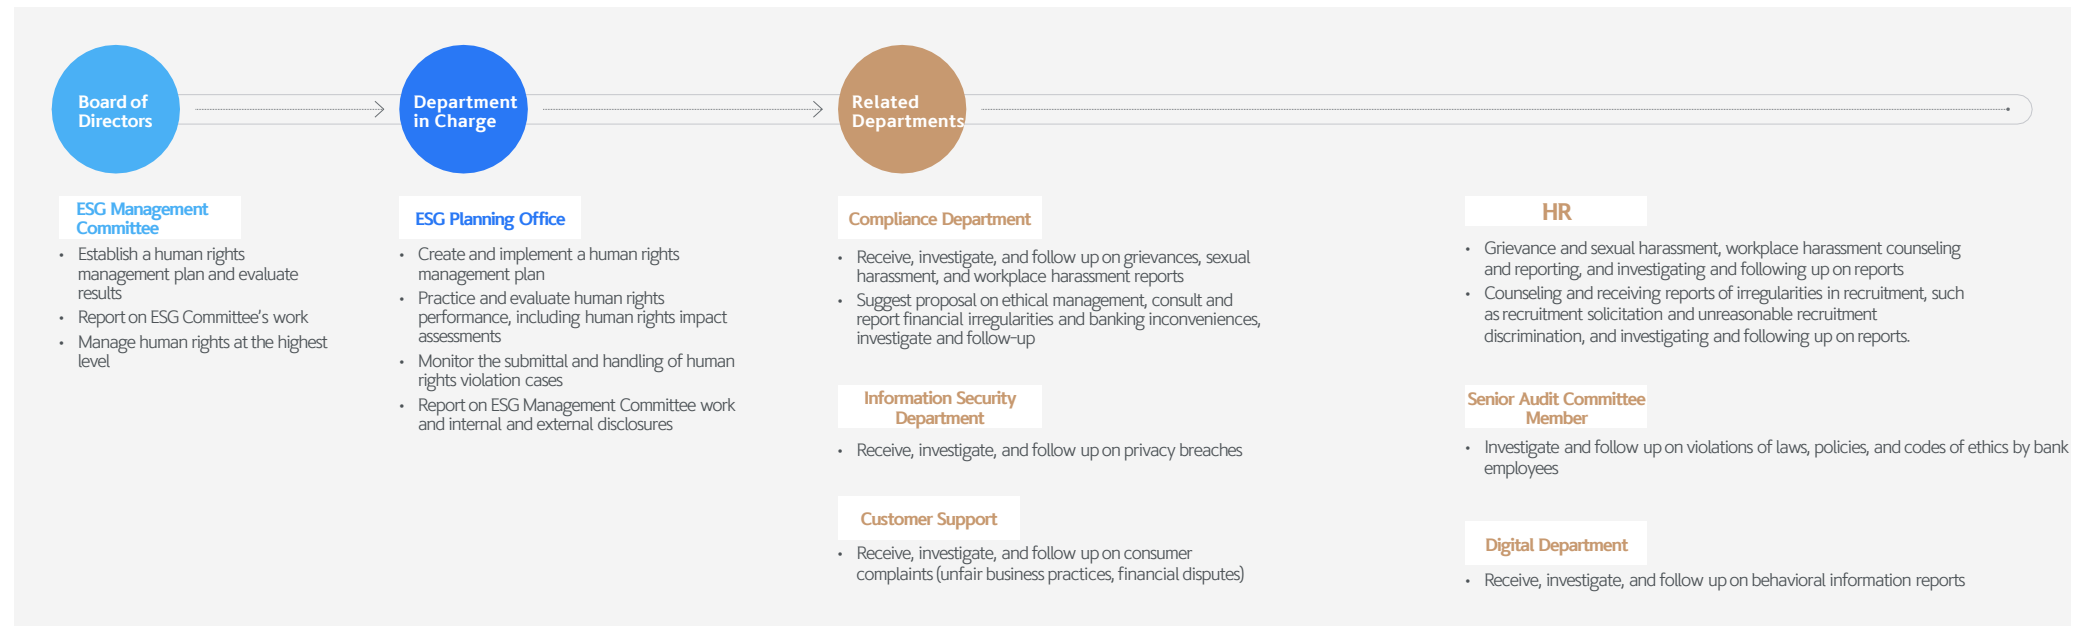 Board of
Directors
Department
in Charge
Related
Departments
ESG Management
Committee
• Establish a human rights
management plan and evaluate
results
• Report on ESG Committee's work
• Manage human rights at the highest
level
ESG Planning Office
• Create and implement a human rights
management plan
• Practice and evaluate human rights
performance, including human rights impact
assessments
• Monitor the submittal and handling of human
rights violation cases
• Report on ESG Management Committee work
and internal and external disclosures
Compliance Department
• Receive, investigate, and follow up on grievances, sexual
harassment, and workplace harassment reports
• Suggest proposal on ethical management, consult and
report financial irregularities and banking inconveniences,
investigate and follow-up
Information Security
Department
• Receive, investigate, and follow up on privacy breaches
Customer Support
• Receive, investigate, and follow up on consumer
complaints (unfair business practices, financial disputes)
HR
• Grievance and sexual harassment, workplace harassment counseling
and reporting, and investigating and following up on reports
• Counseling and receiving reports of irregularities in recruitment, such
as recruitment solicitation and unreasonable recruitment
discrimination, and investigating and following up on reports.
Senior Audit Committee
Member
• Investigate and follow up on violations of laws, policies, and codes of ethics by bank
employees
Digital Department
• Receive, investigate, and follow up on behavioral information reports